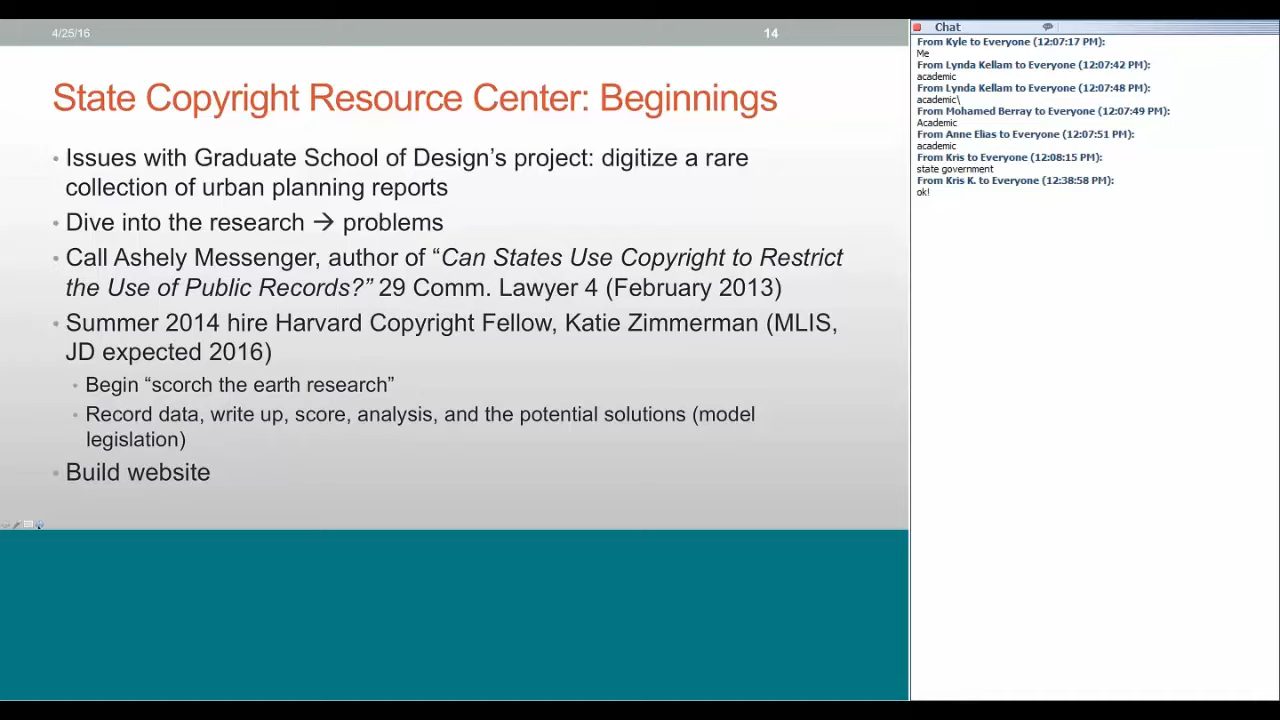 4/25/16
14
State Copyright Resource Center: Beginnings
• Issues with Graduate School of Design's project: digitize a rare
collection of urban planning reports
• Dive into the research → problems
• Call Ashely Messenger, author of “Can States Use Copyright to Restrict
the Use of Public Records?” 29 Comm. Lawyer 4 (February 2013)
• Summer 2014 hire Harvard Copyright Fellow, Katie Zimmerman (MLIS,
JD expected 2016)
• Begin “scorch the earth research”
• Record data, write up, score, analysis, and the potential solutions (model
legislation)
• Build website
Chat
From Kyle to Everyone (12:07:17 PM):
Me
From Lynda Kellam to Everyone (12:07:42 PM):
academic
From Lynda Kellam to Everyone (12:07:48 PM):
academic\
From Mohamed Berray to Everyone (12:07:49 PM):
Academic
From Anne Elias to Everyone (12:07:51 PM):
academic
From Kris to Everyone (12:08:15 PM):
state government
From Kris K. to Everyone (12:38:58 PM):
ok!